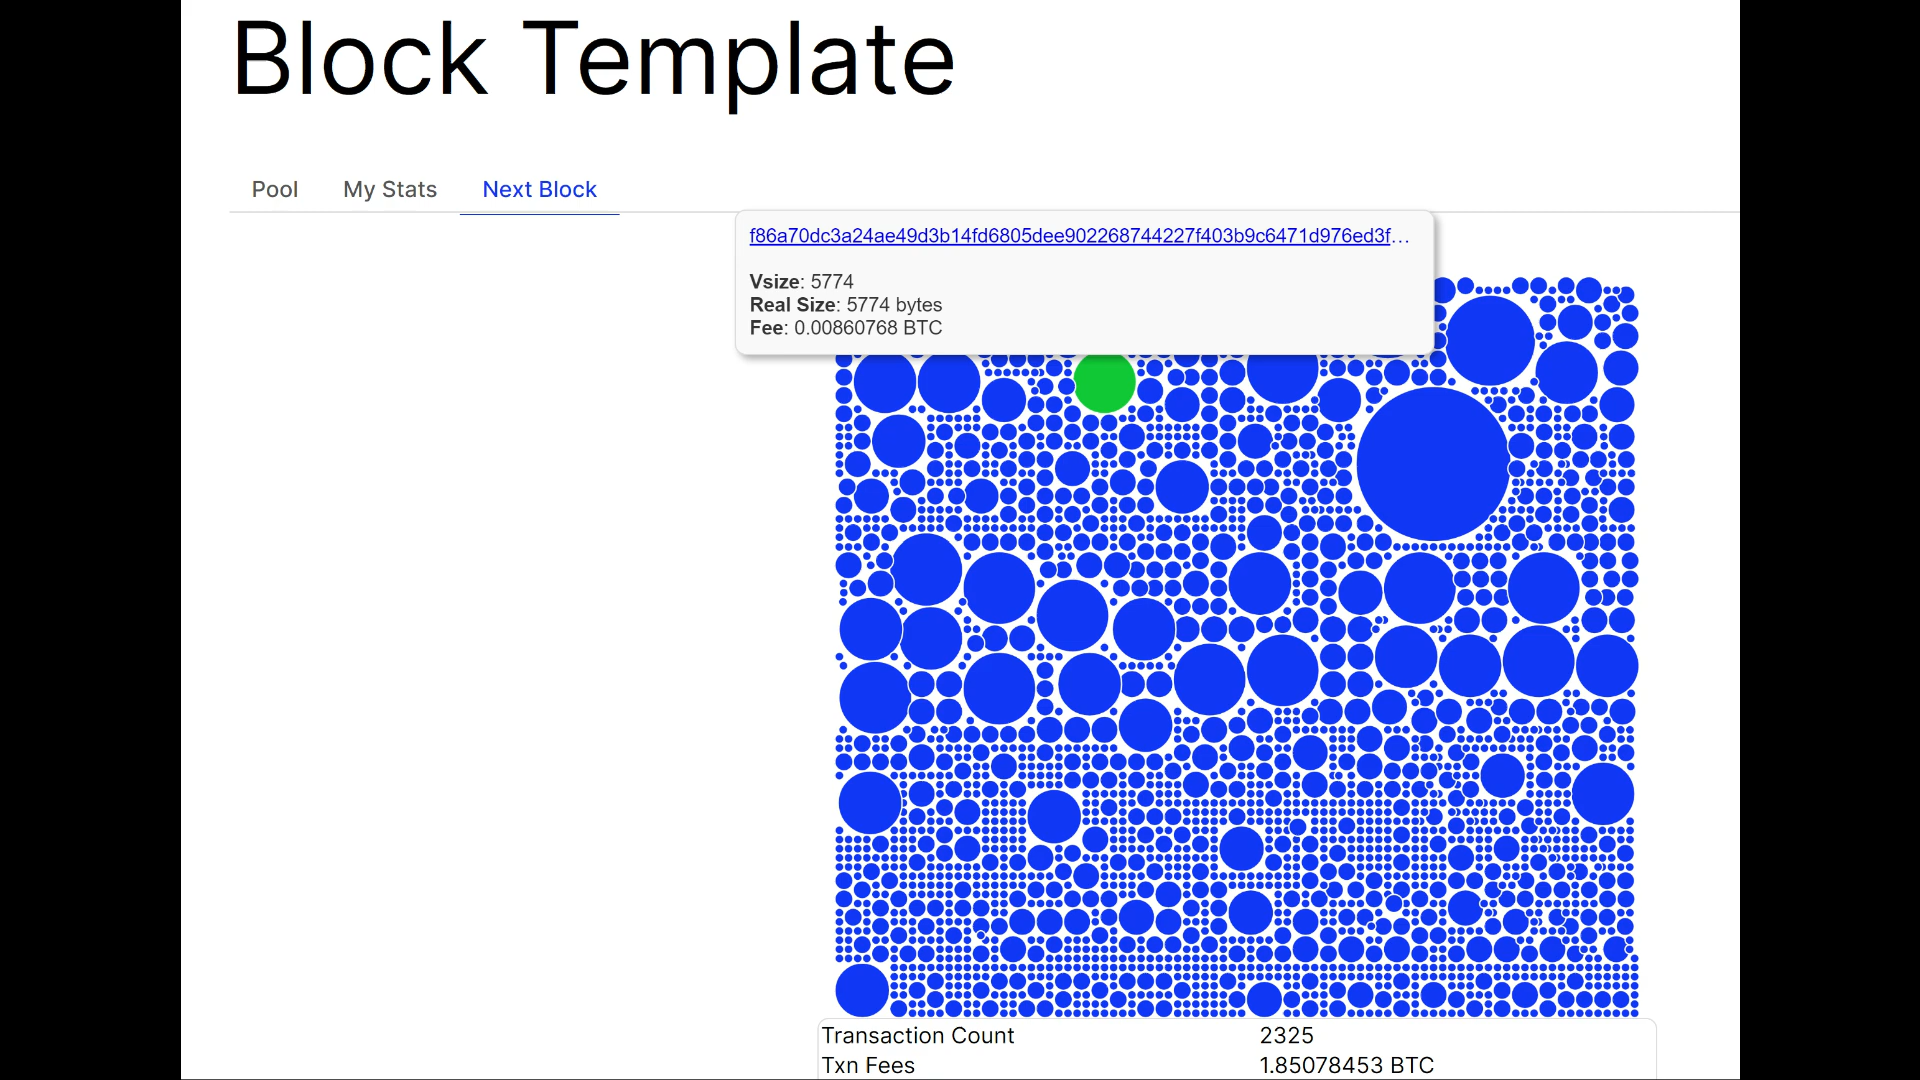 Block Template
Pool My Stats Next Block
f86a70dc3a24ae49d3b14fd6805dee902268744227f403b9c6471d976ed3f...
Vsize: 5774
Real Size: 5774 bytes
Fee: 0.00860768 BTC
Transaction Count 2325
Txn Fees 1.85078453 BTC